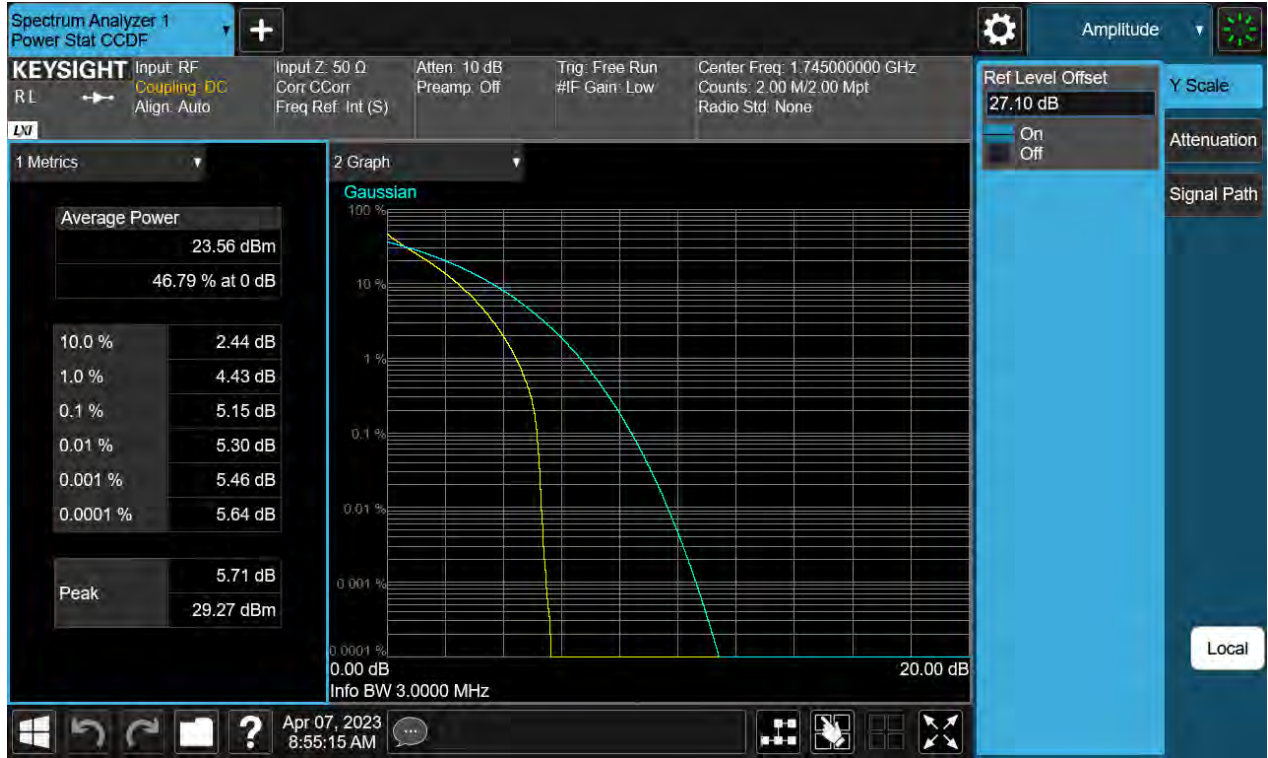 Spectrum Analyzer 1
Power Stat CCDF
Amplitude
KEYSIGHT
RL
LXI
Input: RF
Coupling: DC
Align: Auto
Input Z: 50 Ω
Corr CCorr
Freq Ref: Int (S)
Atten: 10 dB
Preamp: Off
Trig: Free Run
#IF Gain: Low
Center Freq: 1.745000000 GHz
Counts: 2.00 M/2.00 Mpt
Radio Std: None
Ref Level Offset
27.10 dB
On
Off
Y Scale
Attenuation
Signal Path
1 Metrics
Average Power
23.56 dBm
46.79 % at 0 dB
10.0 % 2.44 dB
1.0 % 4.43 dB
0.1 % 5.15 dB
0.01 % 5.30 dB
0.001 % 5.46 dB
0.0001 % 5.64 dB
Peak 5.71 dB
29.27 dBm
2 Graph
Gaussian
100 %
10 %
1 %
0.1 %
0.01 %
0.001 %
0.0001 %
0.00 dB 20.00 dB
Info BW 3.0000 MHz
Local
?
Apr 07, 2023
8:55:15 AM